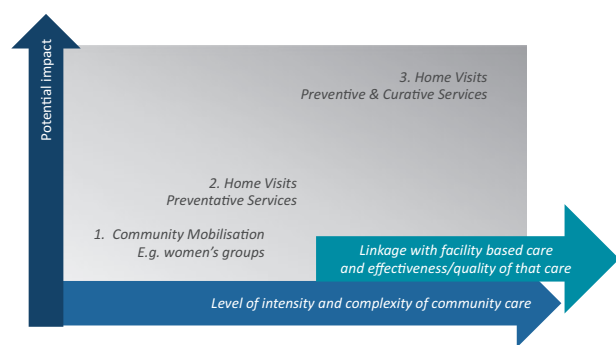 Potential impact
3. Home Visits
Preventive & Curative Services
2. Home Visits
Preventative Services
1. Community Mobilisation
E.g. women's groups
Linkage with facility based care
and effectiveness/quality of that care
Level of intensity and complexity of community care